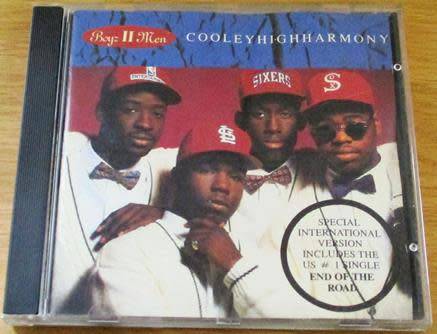 Boyz II Men
COOLEYHIGHHARMONY
SIXERS
S
SPECIAL
INTERNATIONAL
VERSION
INCLUDES THE
US # 1 SINGLE
END OF THE
ROAD